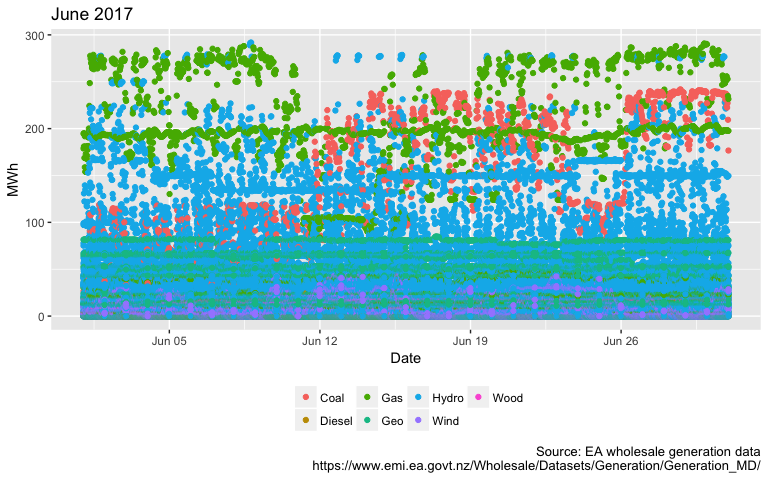 June 2017
300
200
100
0
MWh
Jun 05 Jun 12 Jun 19 Jun 26
Date
Coal Gas Hydro Wood
Diesel Geo Wind
Source: EA wholesale generation data
https://www.emi.ea.govt.nz/Wholesale/Datasets/Generation/Generation_MD/